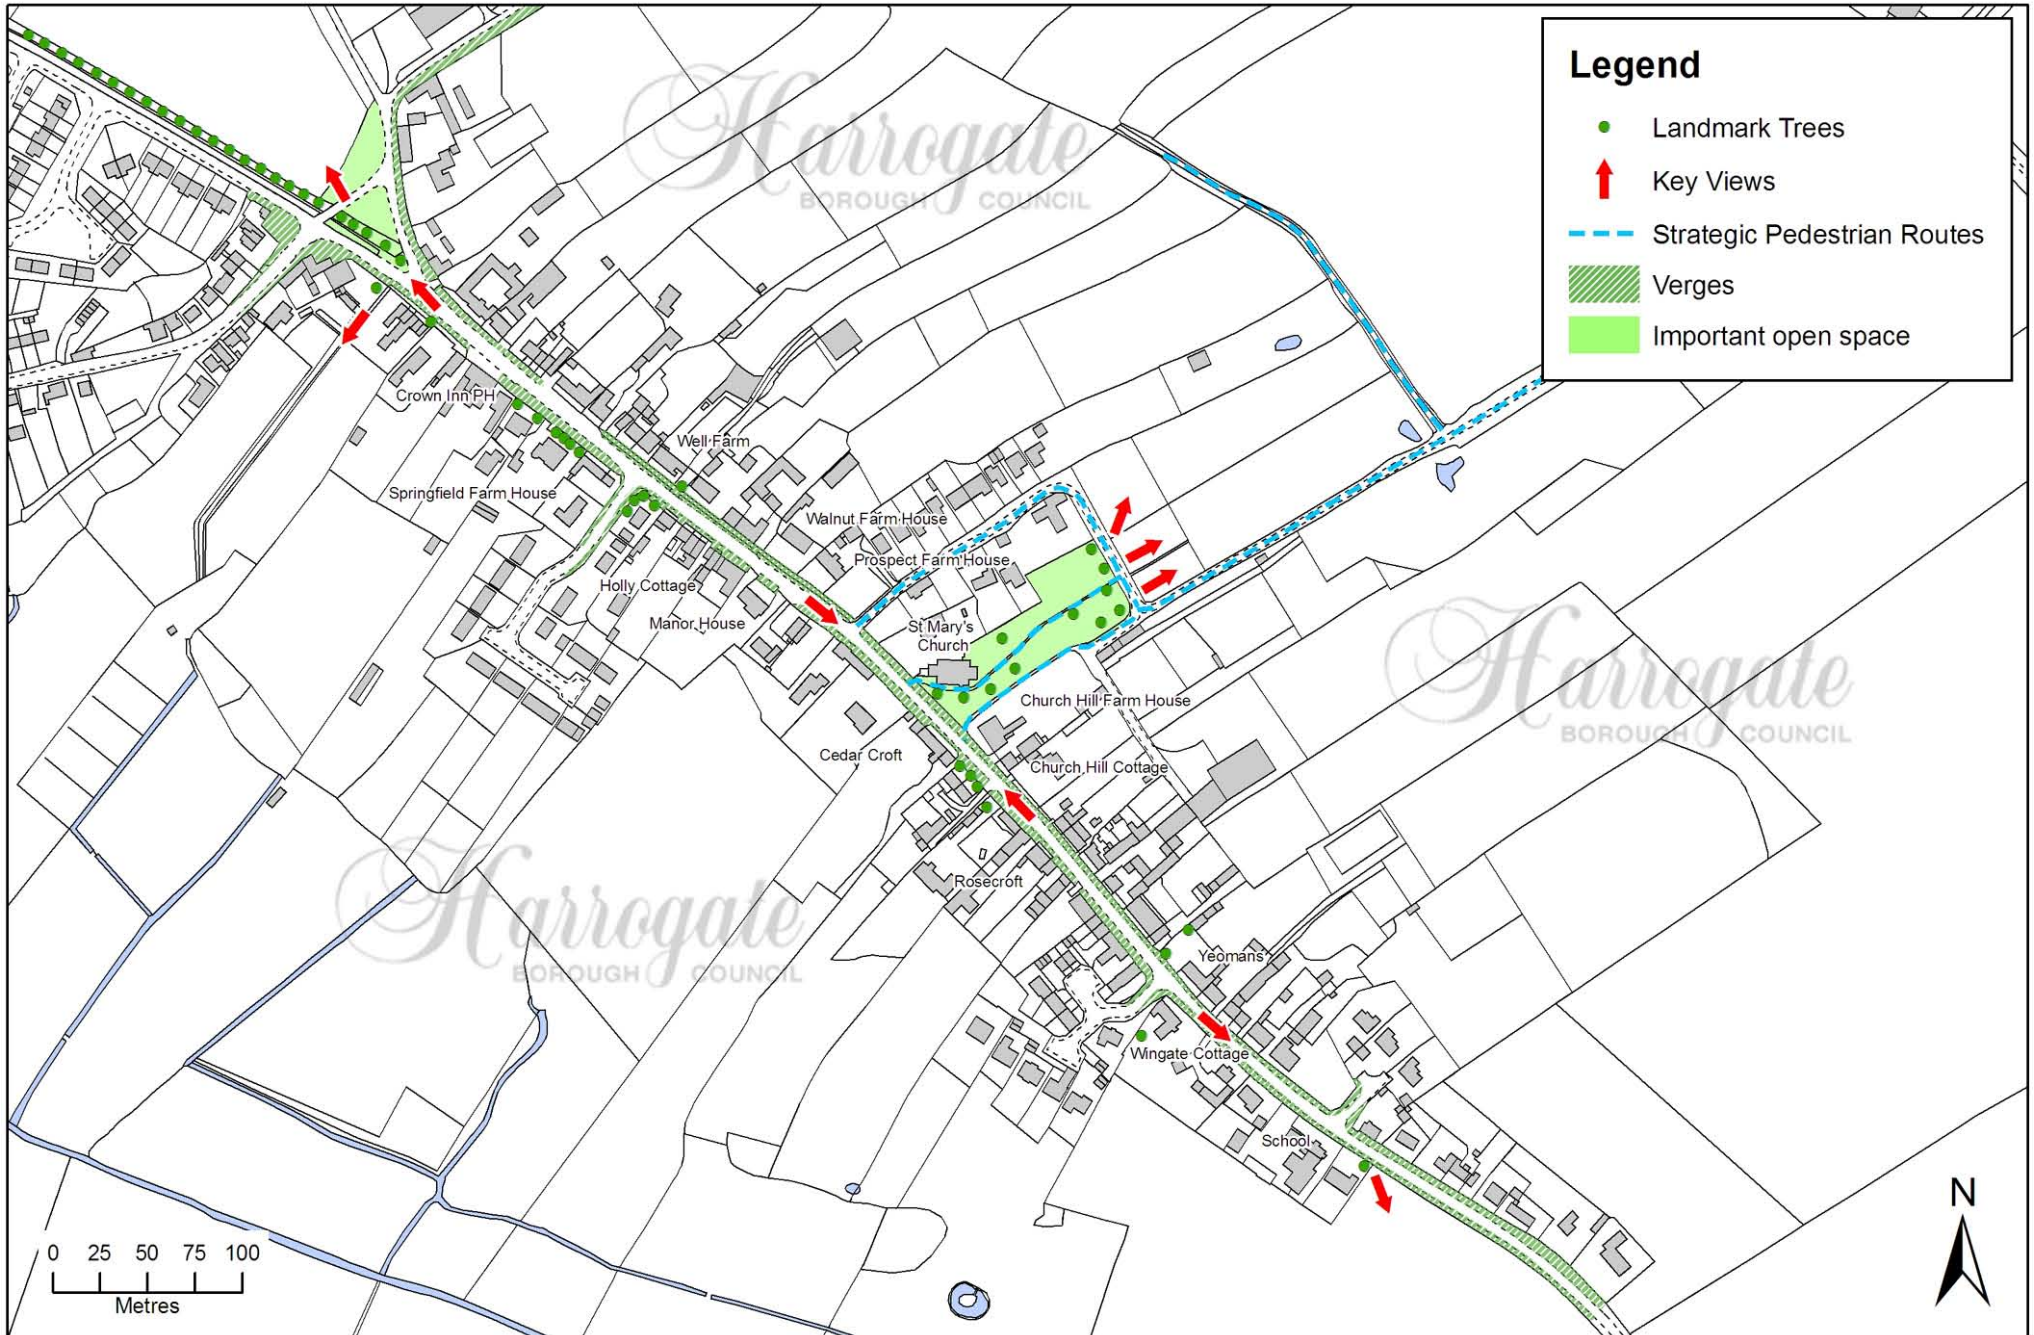 Harrogate
BOROUGH COUNCIL
Legend
Landmark Trees
Key Views
Strategic Pedestrian Routes
Verges
Important open space
Crown Inn PH
Well Farm
Springfield Farm House
Walnut Farm House
Prospect Farm House
Holly Cottage
Manor House
St Mary's
Church
Harrogate
BOROUGH COUNCIL
Church Hill Farm House
Cedar Croft
Church Hill Cottage
Harrogate
BOROUGH COUNCIL
Rosecroft
Yeomans
Wingate Cottage
School
N
0 25 50 75 100
Metres